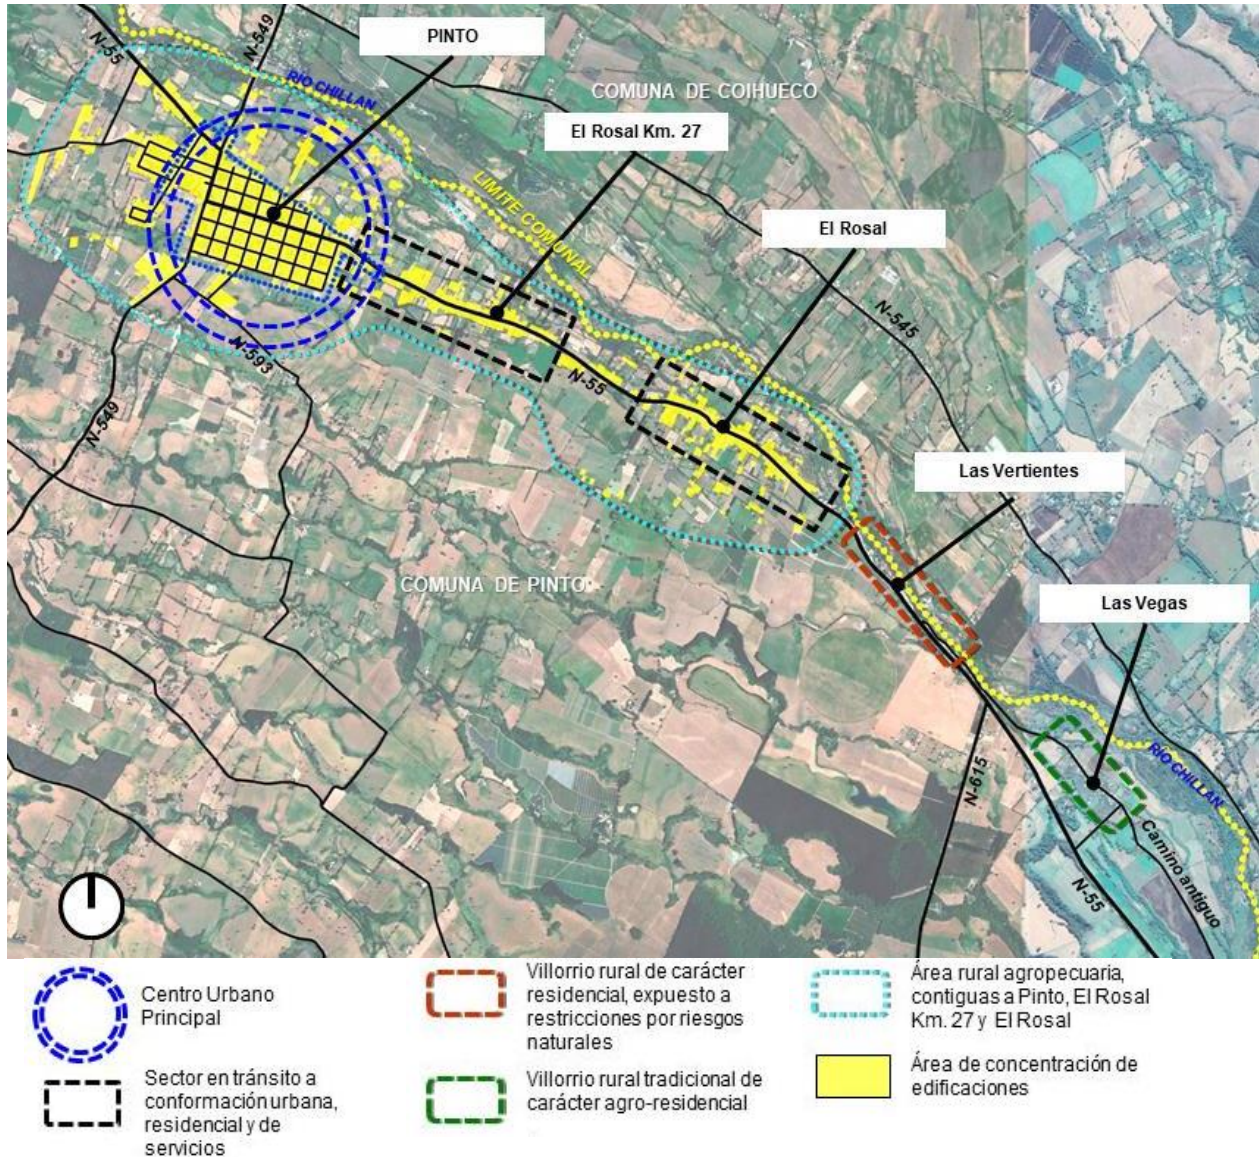 PINTO
N-55
N-549
RIO CHILLAN
COMUNA DE COIHUECO
El Rosal Km. 27
LIMITE COMUNAL
El Rosal
N-545
N-593
N-55
N-549
Las Vertientes
COMUNA DE PINTO
Las Vegas
RIO CHILLAN
N-615
Camino antiguo
N-55
Centro Urbano
Principal
Sector en tránsito a
conformación urbana,
residencial y de
servicios
Villorrio rural de carácter
residencial, expuesto a
restricciones por riesgos
naturales
Villorrio rural tradicional de
carácter agro-residencial
Área rural agropecuaria,
contiguas a Pinto, El Rosal
Km. 27 y El Rosal
Área de concentración de
edificaciones